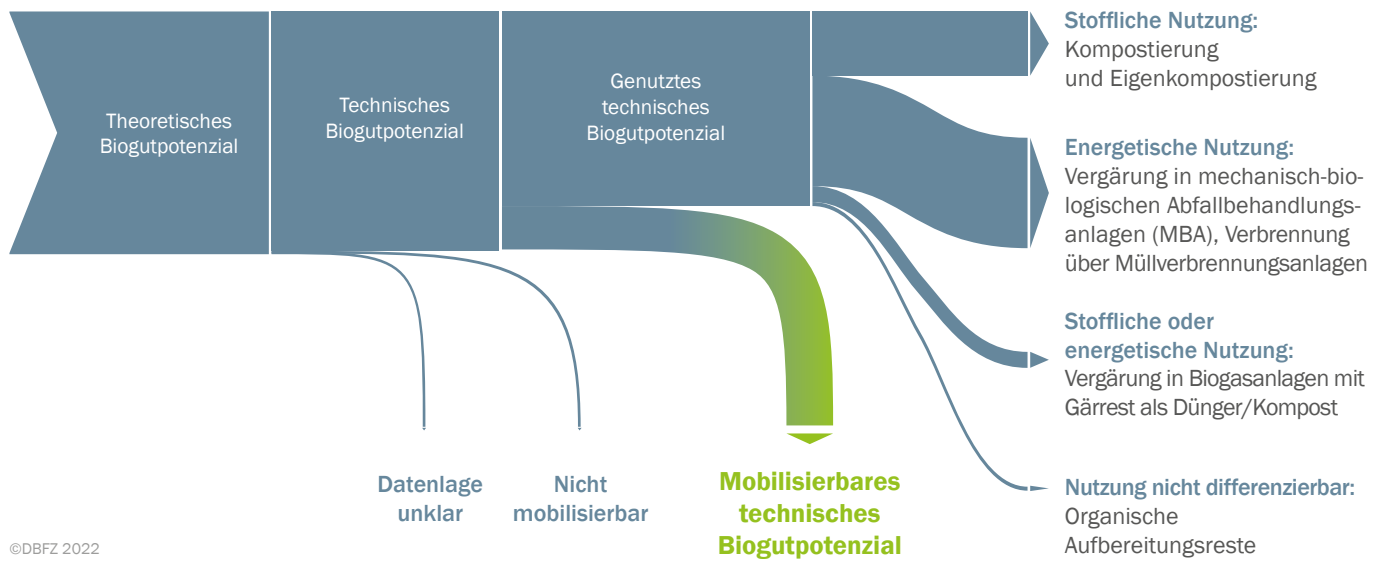 Theoretisches
Biogutpotenzial
Technisches
Biogutpotenzial
Genutztes
technisches
Biogutpotenzial
Stoffliche Nutzung:
Kompostierung
und Eigenkompostierung
Energetische Nutzung:
Vergärung in mechanisch-bio-
logischen Abfallbehandlungs-
anlagen (MBA), Verbrennung
über Müllverbrennungsanlagen
Stoffliche oder
energetische Nutzung:
Vergärung in Biogasanlagen mit
Gärrest als Dünger/Kompost
Nutzung nicht differenzierbar:
Organische
Aufbereitungsreste
Datenlage
unklar
Nicht
mobilisierbar
Mobilisierbares
technisches
Biogutpotenzial
©DBFZ 2022